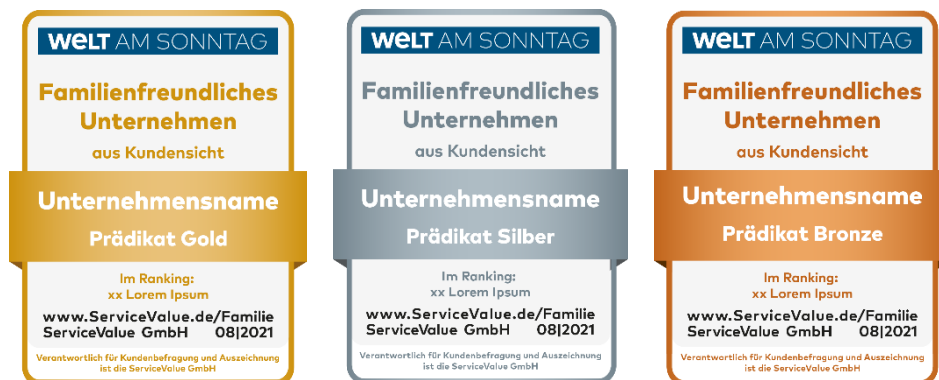 WELT AM SONNTAG
Familienfreundliches
Unternehmen
aus Kundensicht
Unternehmensname
Prädikat Gold
Im Ranking:
xx Lorem Ipsum
www.ServiceValue.de/Familie
ServiceValue GmbH 08|2021
Verantwortlich für Kundenbefragung und Auszeichnung
ist die ServiceValue GmbH
WELT AM SONNTAG
Familienfreundliches
Unternehmen
aus Kundensicht
Unternehmensname
Prädikat Silber
Im Ranking:
xx Lorem Ipsum
www.ServiceValue.de/Familie
ServiceValue GmbH 08|2021
Verantwortlich für Kundenbefragung und Auszeichnung
ist die ServiceValue GmbH
WELT AM SONNTAG
Familienfreundliches
Unternehmen
aus Kundensicht
Unternehmensname
Prädikat Bronze
Im Ranking:
xx Lorem Ipsum
www.ServiceValue.de/Familie
ServiceValue GmbH 08|2021
Verantwortlich für Kundenbefragung und Auszeichnung
ist die ServiceValue GmbH